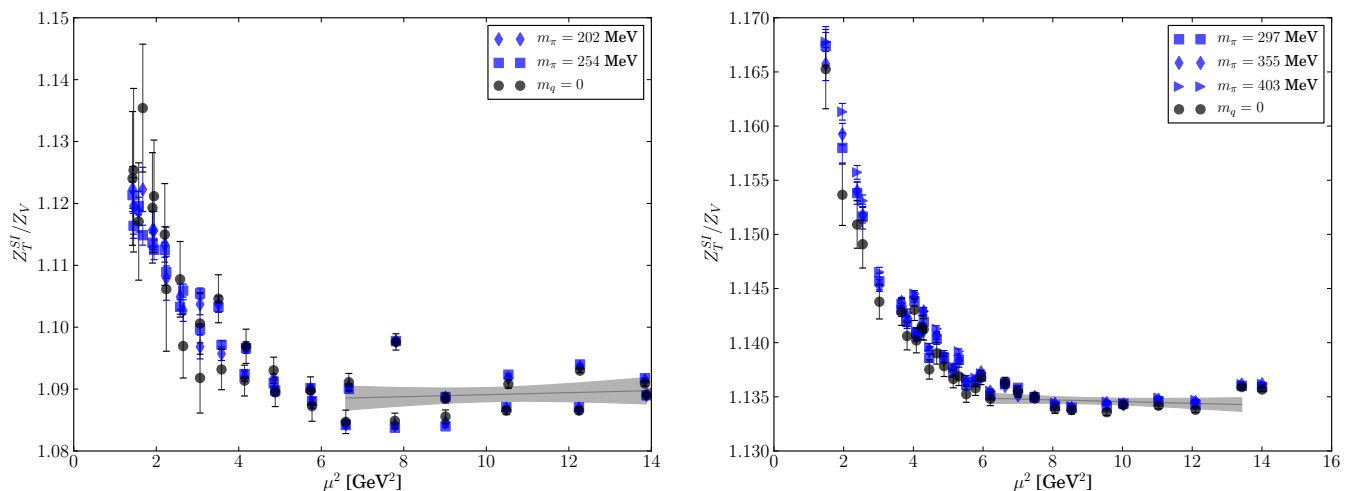 1.15
1.14
1.13
1.12
1.11
1.10
1.09
1.08
0 2 4 6 8 10 12 14
Z_T^{SI}/Z_V
μ² [GeV²]
m_π = 202 MeV
m_π = 254 MeV
m_q = 0
1.170
1.165
1.160
1.155
1.150
1.145
1.140
1.135
1.130
0 2 4 6 8 10 12 14 16
Z_T^{SI}/Z_V
μ² [GeV²]
m_π = 297 MeV
m_π = 355 MeV
m_π = 403 MeV
m_q = 0